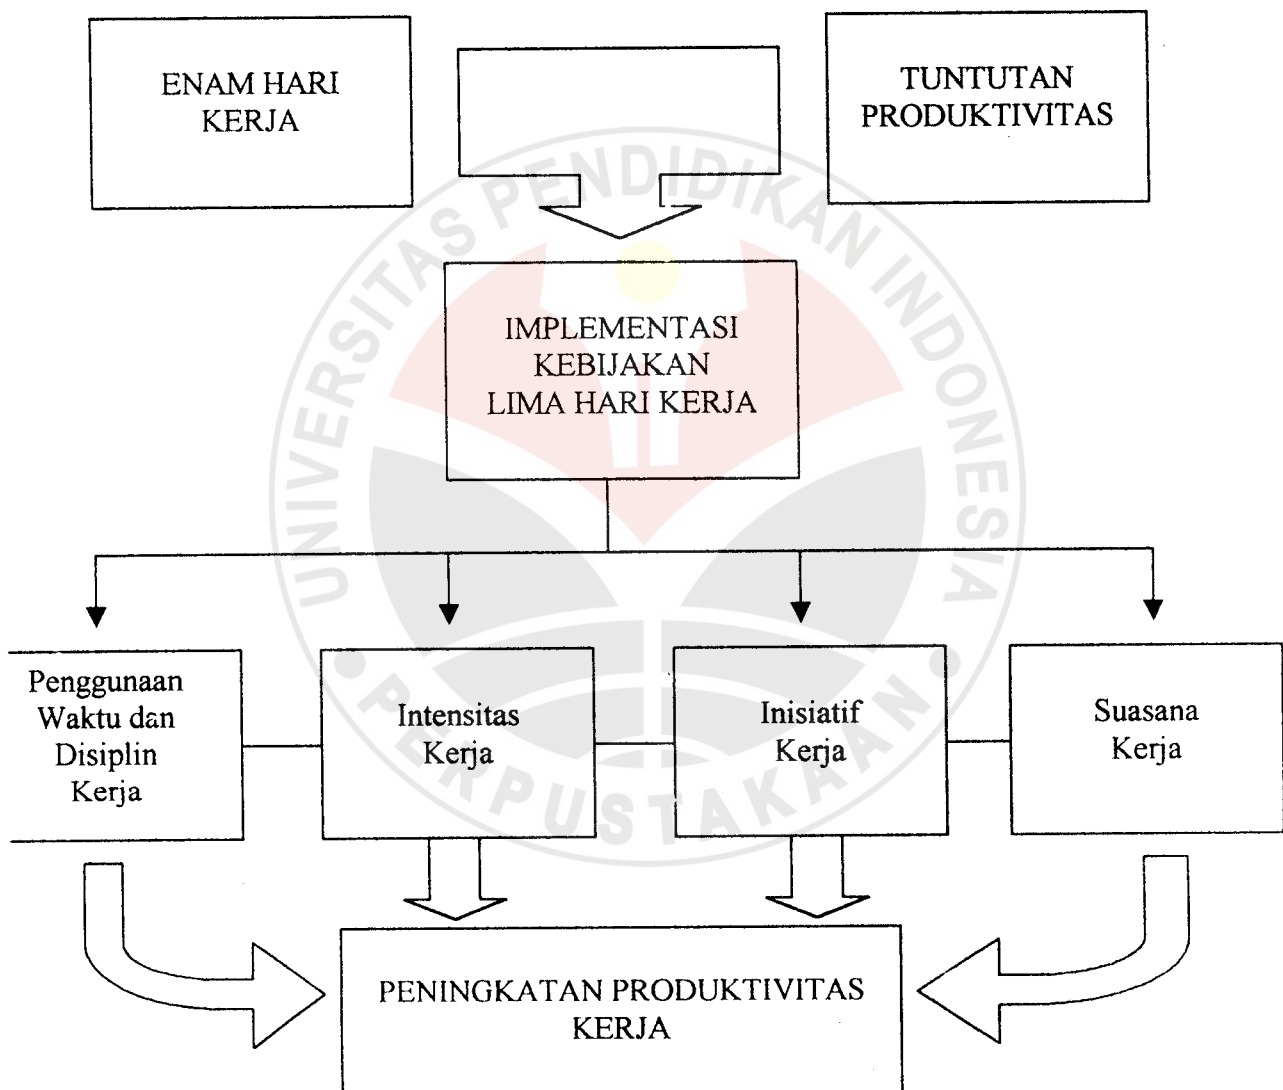 ENAM HARI
KERJA
TUNTUTAN
PRODUKTIVITAS
IMPLEMENTASI
KEBIJAKAN
LIMA HARI KERJA
Penggunaan
Waktu dan
Disiplin
Kerja
Intensitas
Kerja
Inisiatif
Kerja
Suasana
Kerja
PENINGKATAN PRODUKTIVITAS
KERJA
UNIVERSITAS PENDIDIKAN INDONESIA
PERPUSTAKAAN